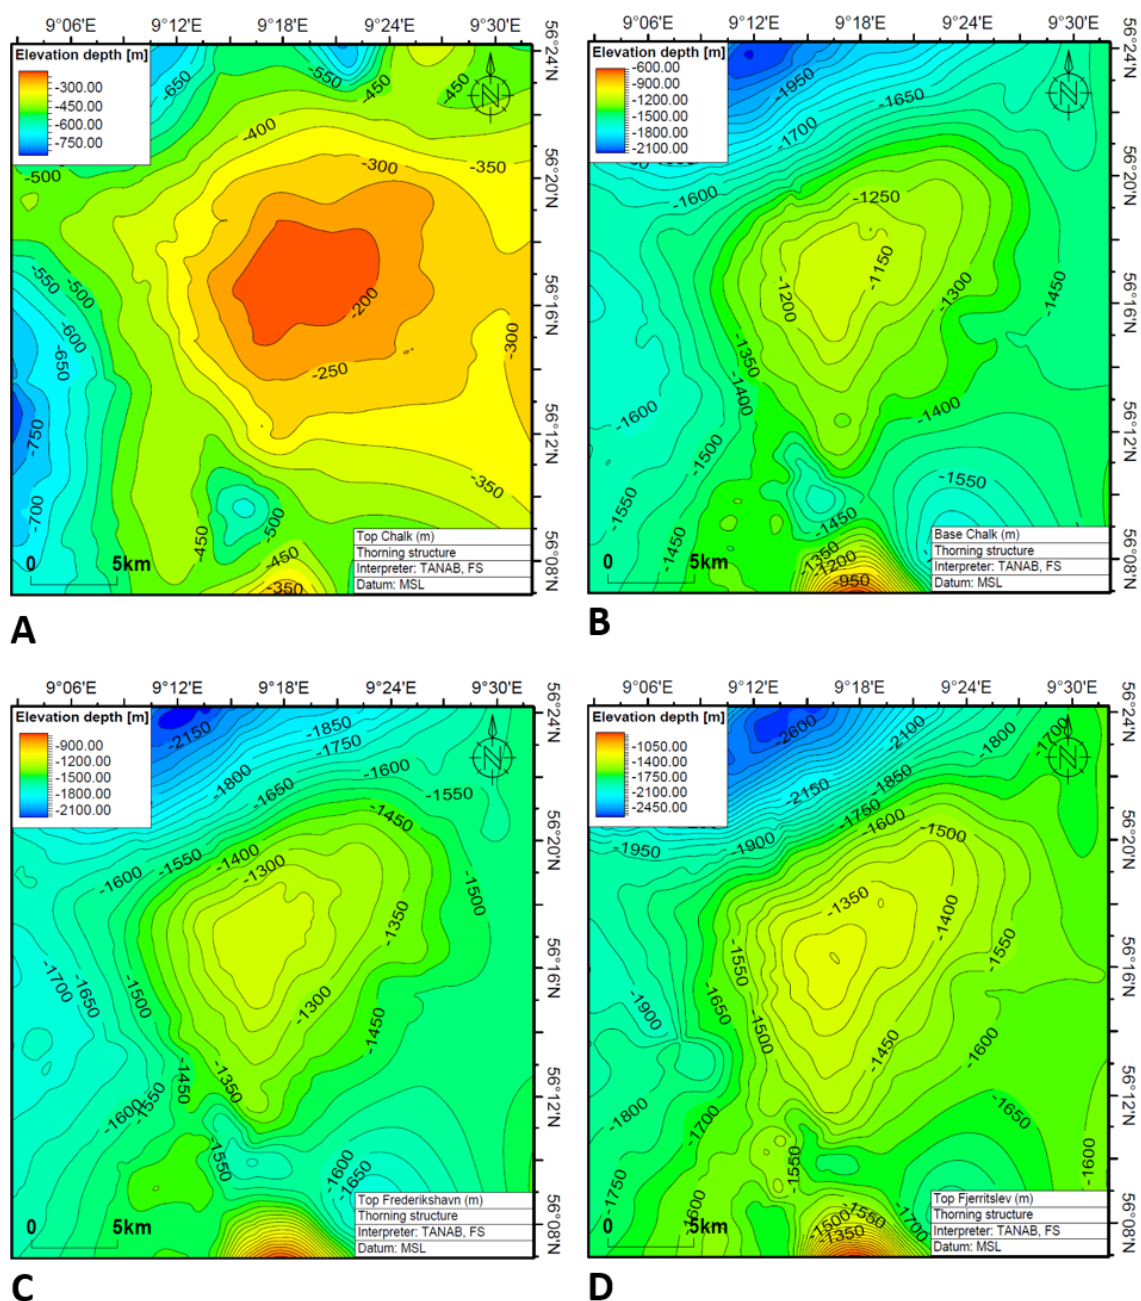 9°06'E 9°12'E 9°18'E 9°24'E 9°30'E
Elevation depth [m]
-300.00
-450.00
-600.00
-750.00
N
56°24'N
56°20'N
56°16'N
56°12'N
56°08'N
-650
-550
-450
-450
-400
-500
-300
-350
-550
-500
-600
-650
-200
-300
-250
-750
-700
-350
-450
-500
-450
-350
0 5km
Top Chalk (m)
Thorning structure
Interpreter: TANAB, FS
Datum: MSL
A
9°06'E 9°12'E 9°18'E 9°24'E 9°30'E
Elevation depth [m]
-600.00
-900.00
-1200.00
-1500.00
-1800.00
-2100.00
N
56°24'N
56°20'N
56°16'N
56°12'N
56°08'N
-1950
-1650
-1700
-1600
-1250
-1150
-1200
-1300
-1450
-1350
-1400
-1600
-1400
-1500
-1550
-1550
-1450
-1450
-1350
-1200
-950
0 5km
Base Chalk (m)
Thorning structure
Interpreter: TANAB, FS
Datum: MSL
B
9°06'E 9°12'E 9°18'E 9°24'E 9°30'E
Elevation depth [m]
-900.00
-1200.00
-1500.00
-1800.00
-2100.00
N
56°24'N
56°20'N
56°16'N
56°12'N
56°08'N
-2150
-1850
-1750
-1800
-1600
-1650
-1550
-1450
-1550
-1400
-1600
-1300
-1500
-1350
-1700
-1650
-1500
-1300
-1450
-1450
-1350
-1600
-1550
-1550
-1600
-1650
0 5km
Top Frederikshavn (m)
Thorning structure
Interpreter: TANAB, FS
Datum: MSL
C
9°06'E 9°12'E 9°18'E 9°24'E 9°30'E
Elevation depth [m]
-1050.00
-1400.00
-1750.00
-2100.00
-2450.00
N
56°24'N
56°20'N
56°16'N
56°12'N
56°08'N
-2600
-2100
-1800
-1700
-1850
-2150
-1750
-1600
-1500
-1950
-1900
-1350
-1400
-1550
-1550
-1650
-1900
-1500
-1450
-1600
-1800
-1700
-1650
-1550
-1600
-1750
-1600
-1550
-1500
-1350
-1700
0 5km
Top Fjerritslev (m)
Thorning structure
Interpreter: TANAB, FS
Datum: MSL
D